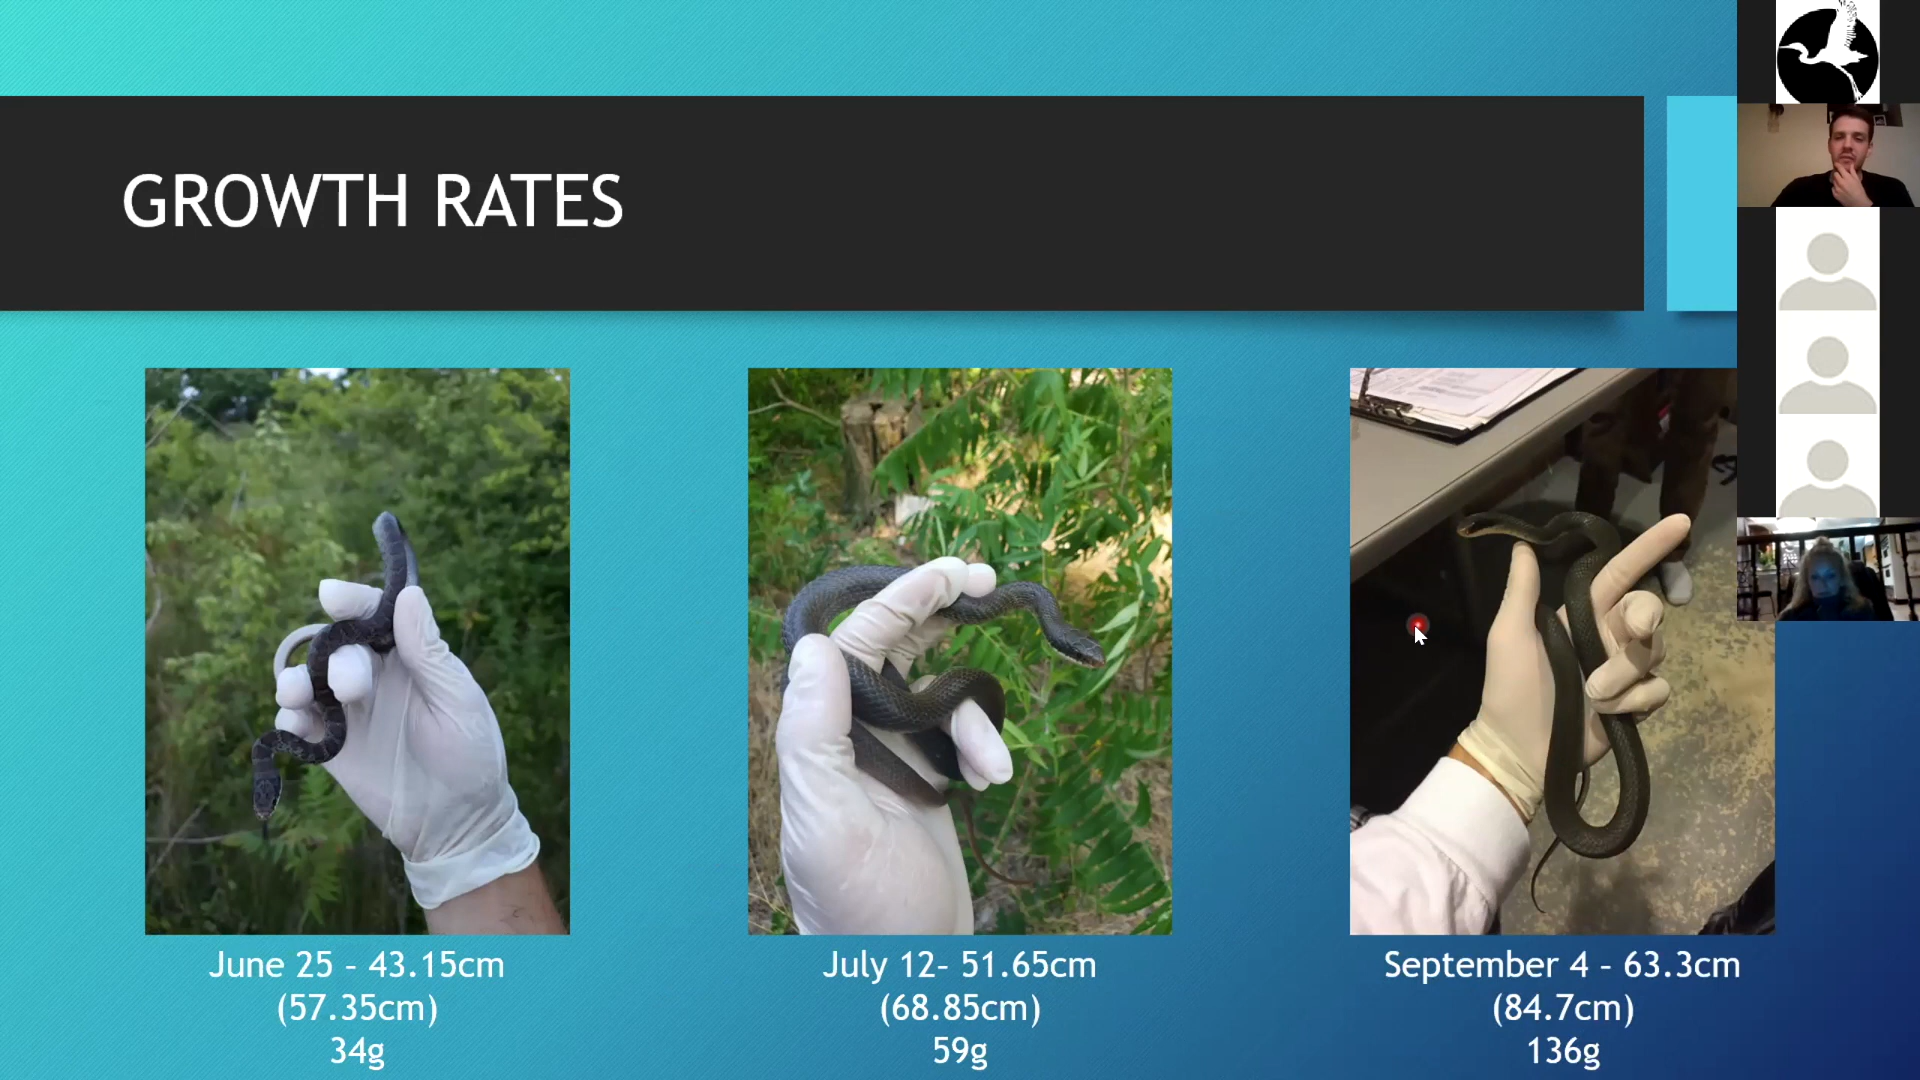 GROWTH RATES
June 25 – 43.15cm
(57.35cm)
34g
July 12– 51.65cm
(68.85cm)
59g
September 4 – 63.3cm
(84.7cm)
136g